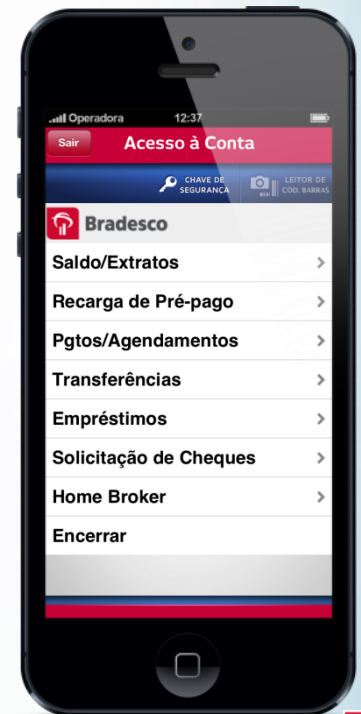 Operadora 12:37
Sair Acesso à Conta
CHAVE DE SEGURANÇA
LEITOR DE CÓD. BARRAS
Bradesco
Saldo/Extratos
Recarga de Pré-pago
Pgtos/Agendamentos
Transferências
Empréstimos
Solicitação de Cheques
Home Broker
Encerrar